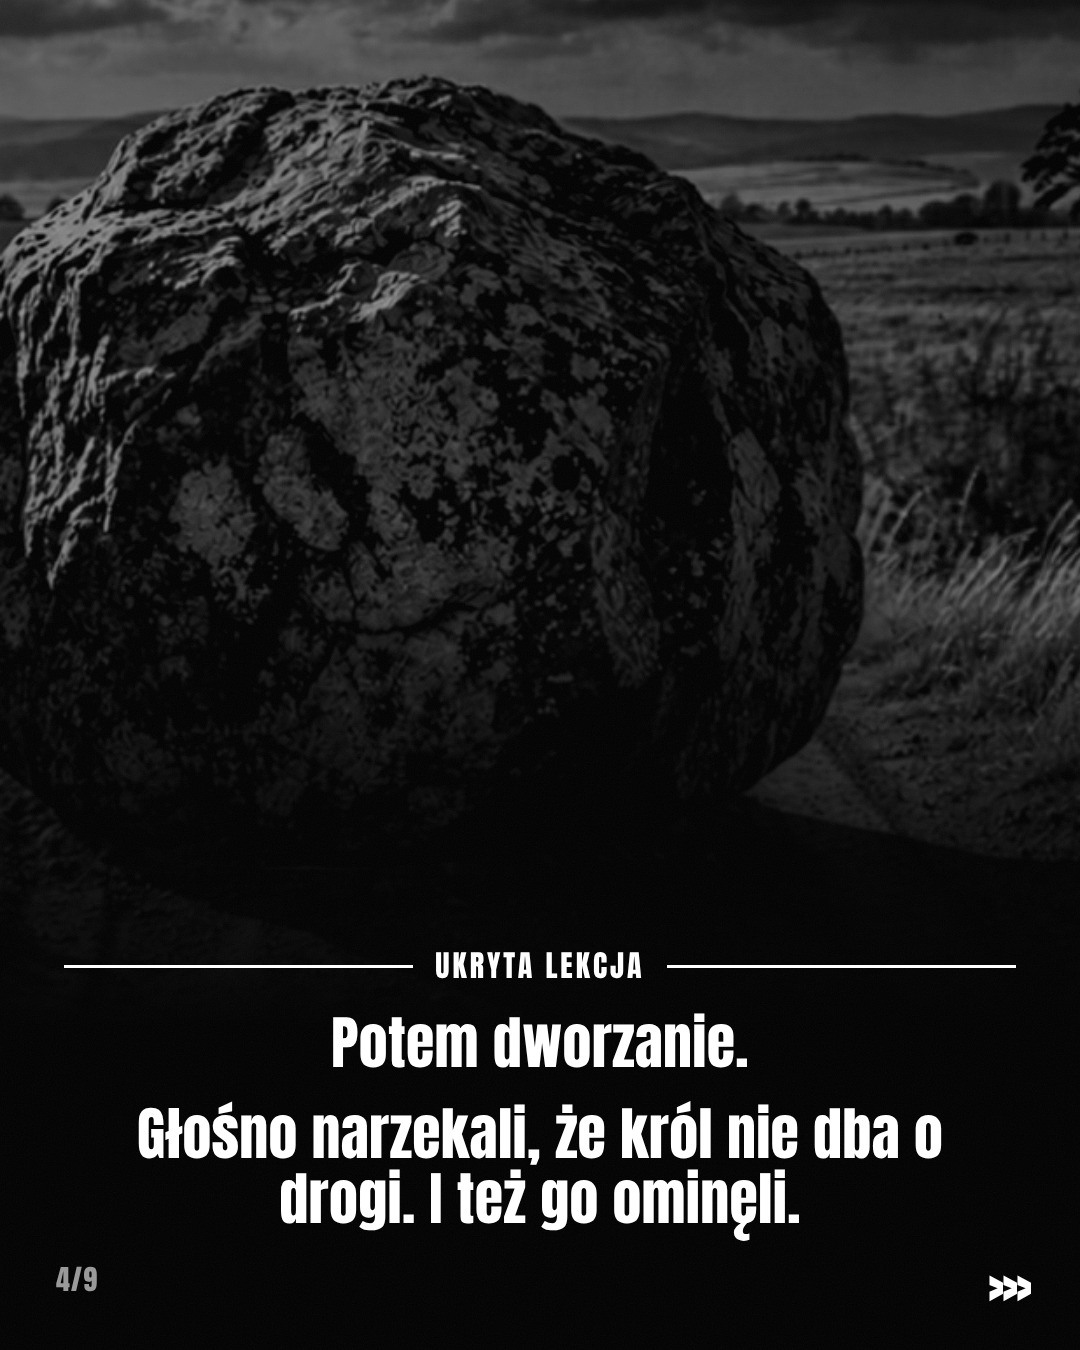 UKRYTA LEKCJA
Potem dworzanie.
Głośno narzekali, że król nie dba o
drogi. I też go ominęli.
4/9
>>>